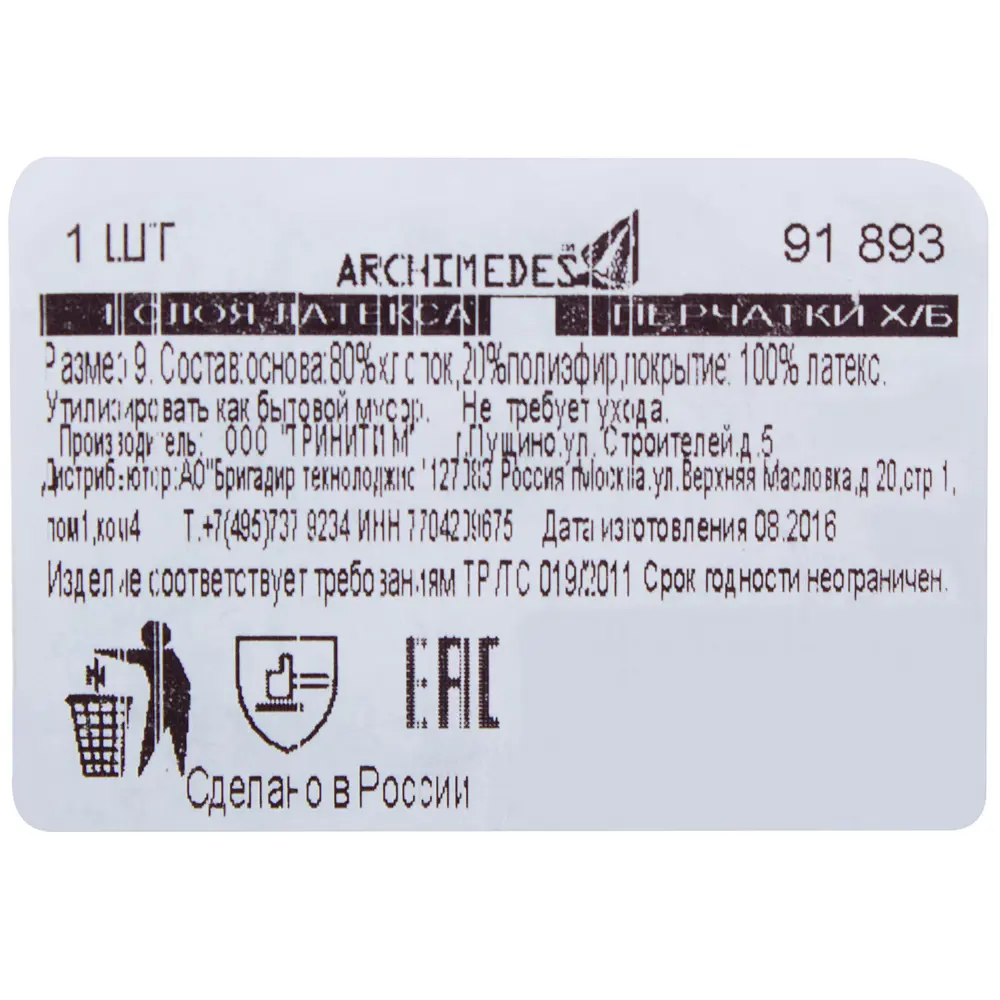 1 ШТ
ARCHIMEDES
91 893
СЛОЯ ЛАТЕКСА
ПЕРЧАТКИ Х/Б
Размер 9. Состав:основа:80%хлопок,20%полиэфир,покрытие: 100% латекс.
Утилизировать как бытовой мусор. Не требует ухода.
Производитель: ООО "ТРИНИТИ М" г.Пущино,ул. Строителей,д.5
Дистрибьютор:АО"Бригадир технолоджис" 127083 Россия г.Москва,ул.Верхняя Масловка,д 20,стр 1,
пом1,ком4 Т.+7(495)737 9234 ИНН 7704209675 Дата изготовления 08.2016
Изделие соответствует требованиям ТР/ТС 019/2011 Срок годности неограничен.
EAC
Сделано в России